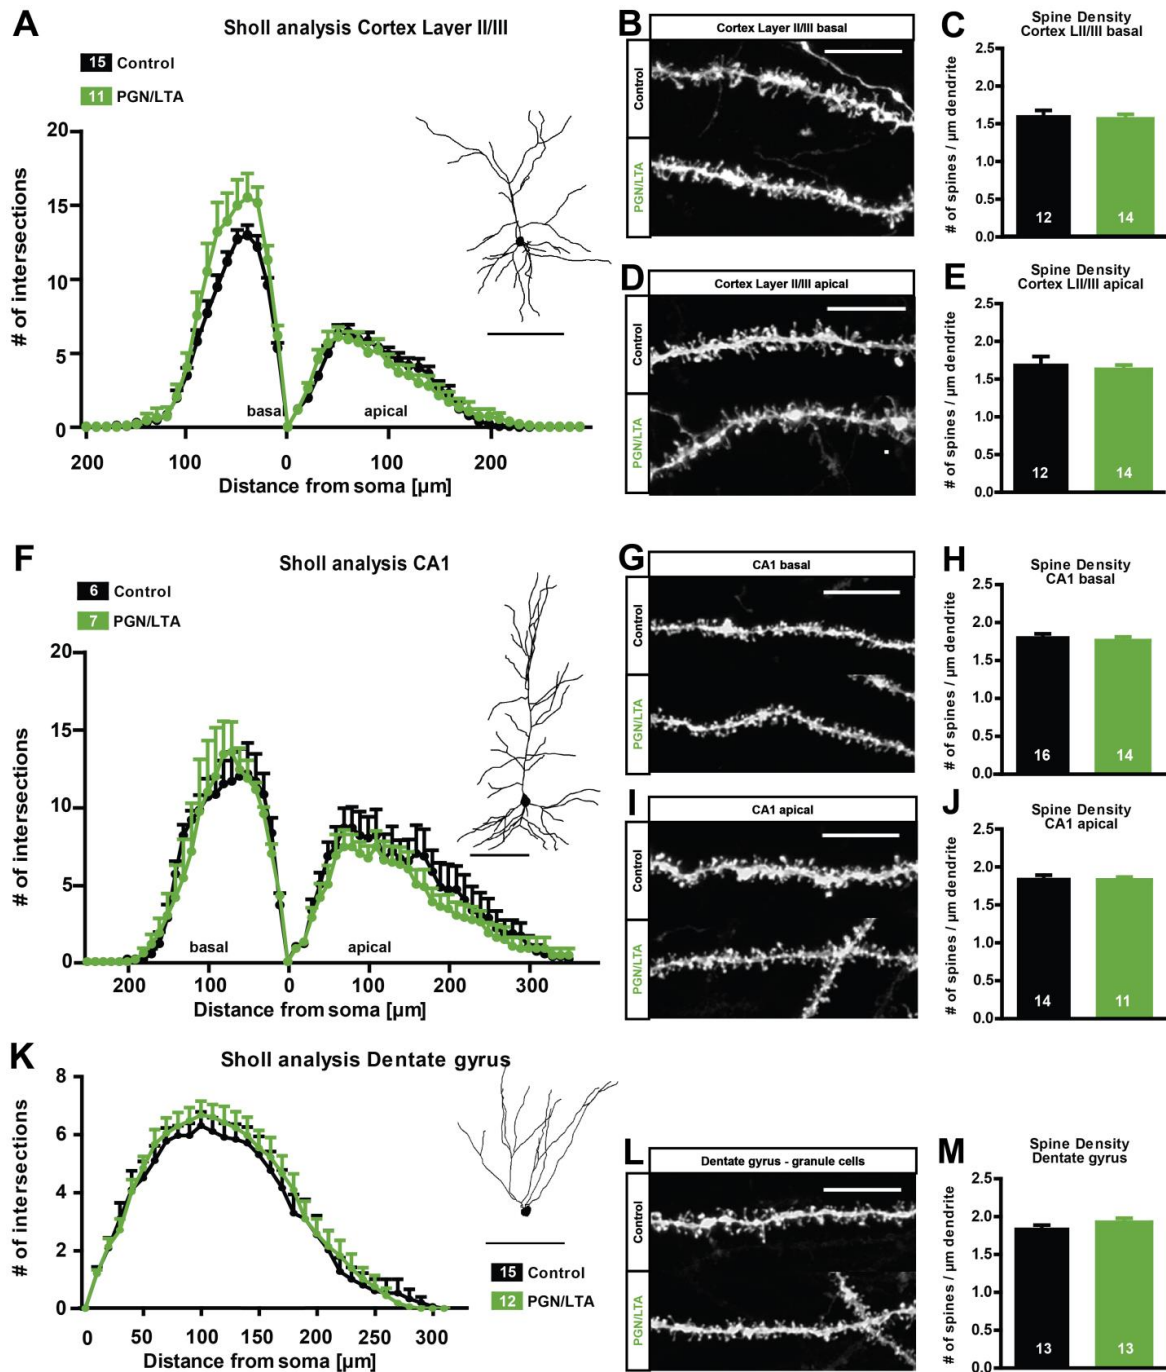 A
Sholl analysis Cortex Layer II/III
15 Control
11 PGN/LTA
20
15
10
5
0
# of intersections
basal
apical
200 100 0 100 200
Distance from soma [µm]
B
Cortex Layer II/III basal
Control
PGN/LTA
C
Spine Density
Cortex LII/III basal
# of spines / µm dendrite
2.5
2.0
1.5
1.0
0.5
0.0
12 14
D
Cortex Layer II/III apical
Control
PGN/LTA
E
Spine Density
Cortex LII/III apical
# of spines / µm dendrite
2.5
2.0
1.5
1.0
0.5
0.0
12 14
F
Sholl analysis CA1
6 Control
7 PGN/LTA
20
15
10
5
0
# of intersections
basal
apical
200 100 0 100 200 300
Distance from soma [µm]
G
CA1 basal
Control
PGN/LTA
H
Spine Density
CA1 basal
# of spines / µm dendrite
2.5
2.0
1.5
1.0
0.5
0.0
16 14
I
CA1 apical
Control
PGN/LTA
J
Spine Density
CA1 apical
# of spines / µm dendrite
2.5
2.0
1.5
1.0
0.5
0.0
14 11
K
Sholl analysis Dentate gyrus
8
6
4
2
0
# of intersections
15 Control
12 PGN/LTA
0 50 100 150 200 250 300
Distance from soma [µm]
L
Dentate gyrus - granule cells
Control
PGN/LTA
M
Spine Density
Dentate gyrus
# of spines / µm dendrite
2.5
2.0
1.5
1.0
0.5
0.0
13 13